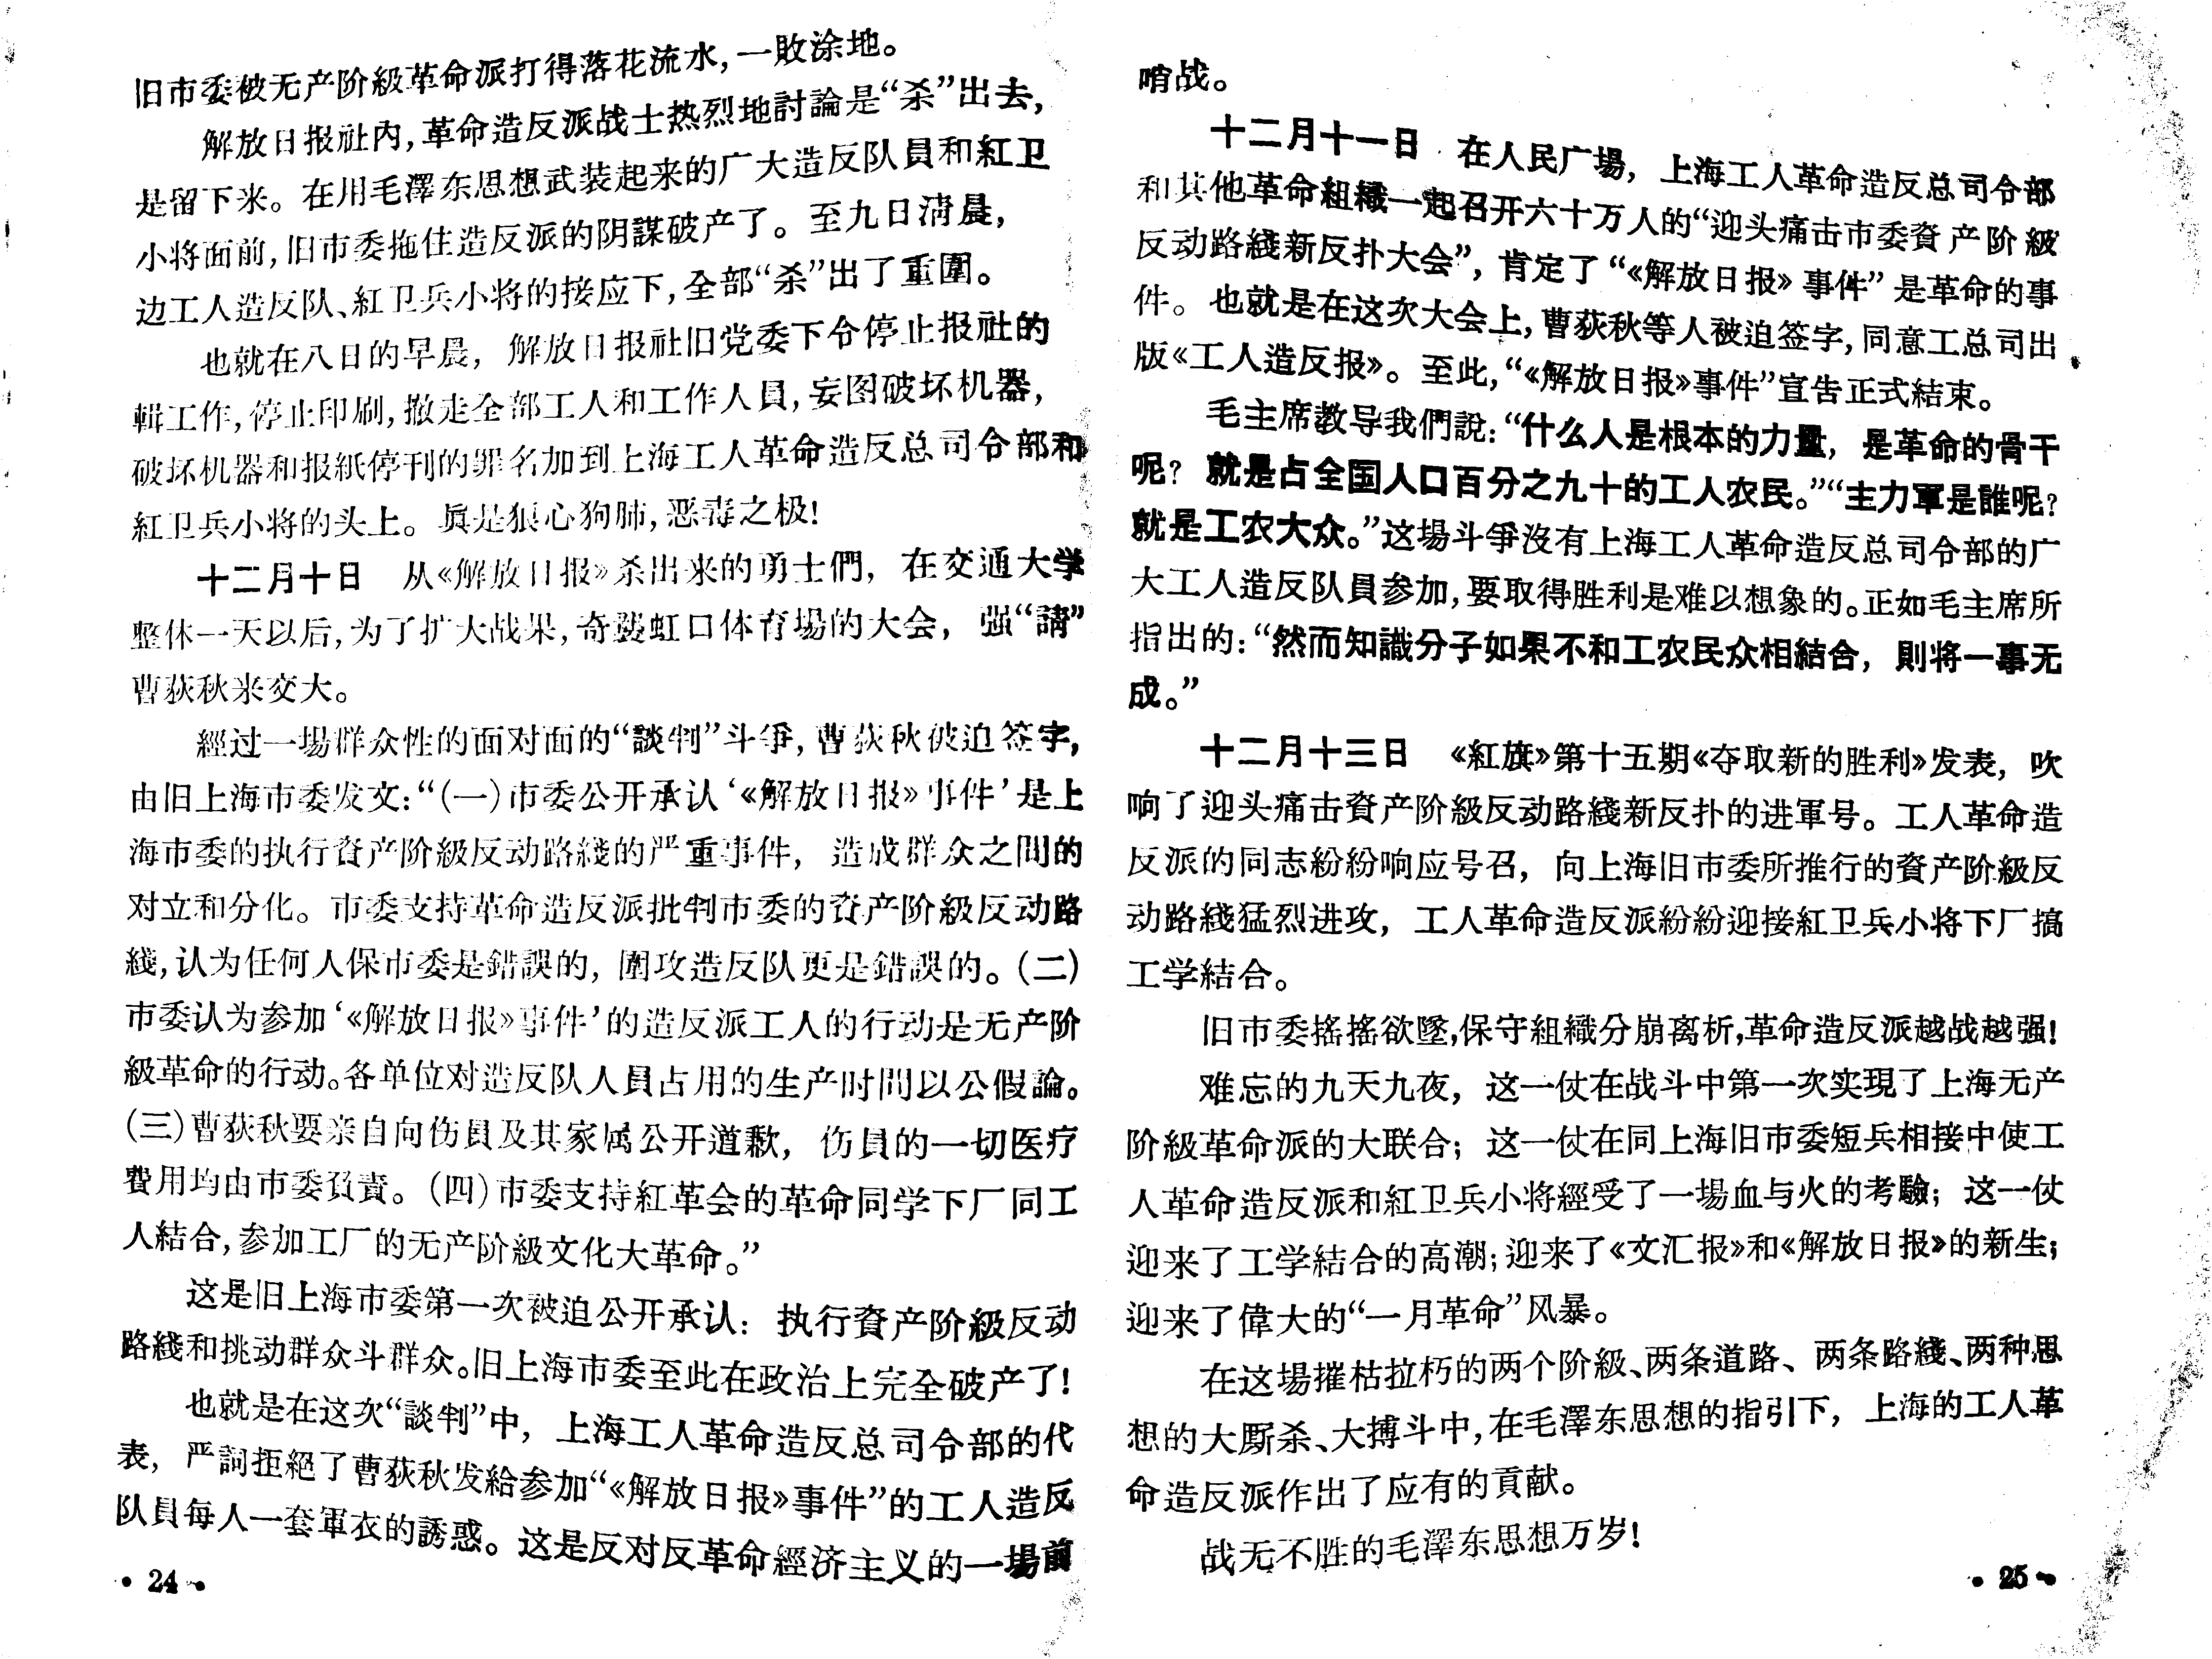 旧市委被无产阶級革命派打得落花流水,一敗涂地。
解放日报社內,革命造反派战士热烈地討論是“杀”出去,
是留下来。在用毛澤东思想武装起来的广大造反队員和紅卫
小将面前,旧市委拖住造反派的阴謀破产了。至九日清晨,
边工人造反队、紅卫兵小将的接应下,全部“杀”出了重圍。
也就在八日的早晨，解放日报社旧党委下令停止报社的
輯工作,停止印刷,撤走全部工人和工作人員,妄图破坏机器,
破坏机器和报紙停刊的罪名加到上海工人革命造反总司令部和
紅卫兵小将的头上。眞是狠心狗肺,恶毒之极!
十二月十日　从《解放日报》杀出来的勇士們，在交通大学
整休一天以后,为了扩大战果,奇襲虹口体育場的大会，强“請”
曹荻秋来交大。
經过一場群众性的面对面的“談判”斗爭,曹荻秋被迫签字,
由旧上海市委发文:“(一)市委公开承认‘《解放日报》事件’是上
海市委的执行資产阶級反动路綫的严重事件，造成群众之間的
对立和分化。市委支持革命造反派批判市委的資产阶級反动路
綫,认为任何人保市委是錯誤的，圍攻造反队更是錯誤的。(二)
市委认为参加‘《解放日报》事件’的造反派工人的行动是无产阶
級革命的行动。各单位对造反队人員占用的生产时間以公假論。
(三)曹荻秋要亲自向伤員及其家属公开道歉，伤員的一切医疗
費用均由市委負責。(四)市委支持紅革会的革命同学下厂同工
人結合,参加工厂的无产阶級文化大革命。”
这是旧上海市委第一次被迫公开承认：执行資产阶級反动
路綫和挑动群众斗群众。旧上海市委至此在政治上完全破产了!
也就是在这次“談判”中，上海工人革命造反总司令部的代
表，严詞拒絕了曹荻秋发給参加“《解放日报》事件”的工人造反
队員每人一套軍衣的誘惑。这是反对反革命經济主义的一場前
• 24 •
哨战。
十二月十一日　在人民广場，上海工人革命造反总司令部
和其他革命組織一起召开六十万人的“迎头痛击市委資产阶級
反动路綫新反扑大会”，肯定了“《解放日报》事件”是革命的事
件。也就是在这次大会上,曹荻秋等人被迫签字,同意工总司出
版《工人造反报》。至此,“《解放日报》事件”宣告正式結束。
毛主席教导我們說:“什么人是根本的力量，是革命的骨干
呢？就是占全国人口百分之九十的工人农民。”“主力軍是誰呢？
就是工农大众。”这場斗爭沒有上海工人革命造反总司令部的广
大工人造反队員参加,要取得胜利是难以想象的。正如毛主席所
指出的:“然而知識分子如果不和工农民众相結合，則将一事无
成。”
十二月十三日　《紅旗》第十五期《夺取新的胜利》发表，吹
响了迎头痛击資产阶級反动路綫新反扑的进軍号。工人革命造
反派的同志紛紛响应号召，向上海旧市委所推行的資产阶級反
动路綫猛烈进攻，工人革命造反派紛紛迎接紅卫兵小将下厂搞
工学結合。
旧市委搖搖欲墜,保守組織分崩离析,革命造反派越战越强!
难忘的九天九夜，这一仗在战斗中第一次实現了上海无产
阶級革命派的大联合；这一仗在同上海旧市委短兵相接中使工
人革命造反派和紅卫兵小将經受了一場血与火的考驗；这一仗
迎来了工学結合的高潮;迎来了《文汇报》和《解放日报》的新生;
迎来了偉大的“一月革命”风暴。
在这場摧枯拉朽的两个阶級、两条道路、两条路綫、两种思
想的大厮杀、大搏斗中,在毛澤东思想的指引下，上海的工人革
命造反派作出了应有的貢献。
战无不胜的毛澤东思想万岁!
• 25 •